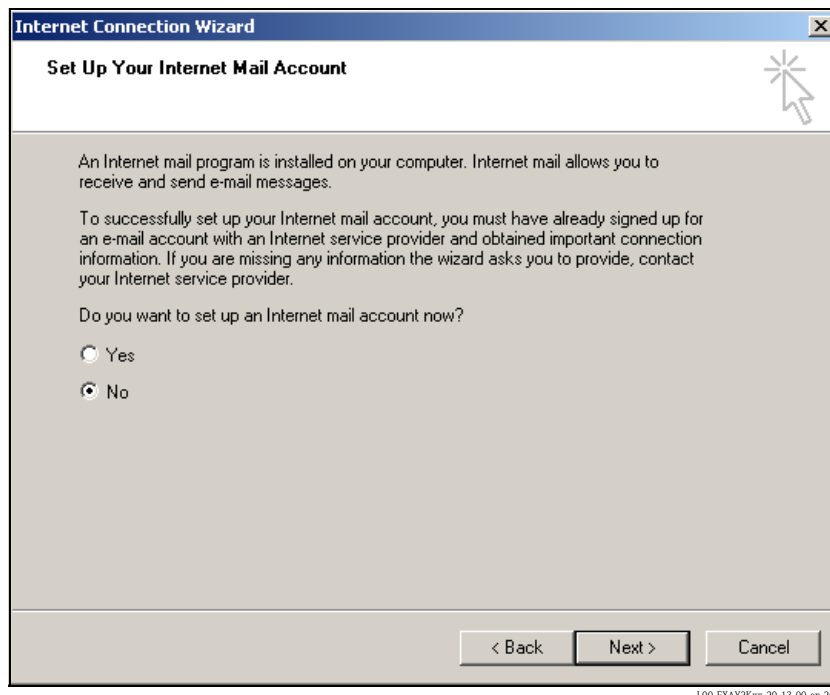 Internet Connection Wizard
Set Up Your Internet Mail Account
An Internet mail program is installed on your computer. Internet mail allows you to
receive and send e-mail messages.
To successfully set up your Internet mail account, you must have already signed up for
an e-mail account with an Internet service provider and obtained important connection
information. If you are missing any information the wizard asks you to provide, contact
your Internet service provider.
Do you want to set up an Internet mail account now?
Yes
No
< Back Next > Cancel